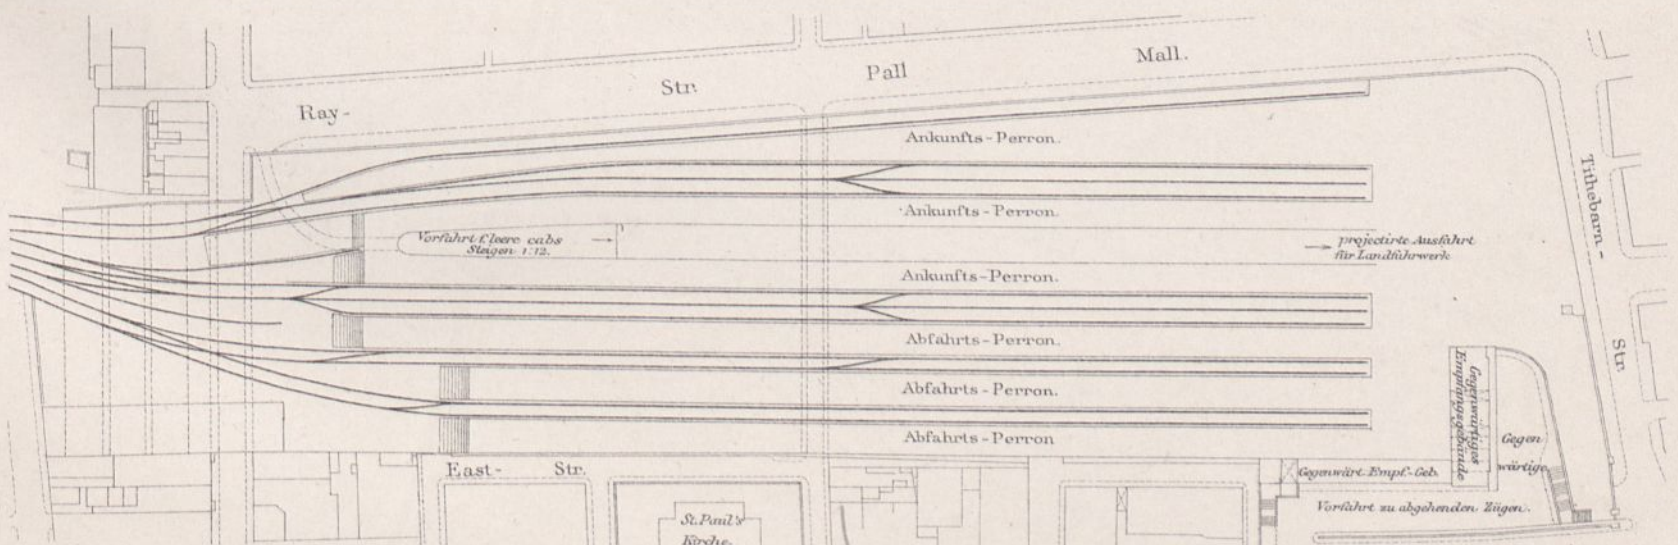 Ray- Str. Pall Mall.
Ankunfts-Perron.
Ankunfts-Perron.
Vorfahrt f. leere cabs
Steigen 1:12.
projectirte Ausfahrt
für Landfuhrwerk
Ankunfts-Perron.
Abfahrts-Perron.
Abfahrts-Perron.
Abfahrts-Perron
Tithebarn- Str.
Gegenwärtiges
Empfangsgebäude
Gegen
wärtige
East- Str.
Gegenwärt. Empf.-Geb.
Vorfahrt zu abgehenden Zügen.
St. Paul's
Kirche.